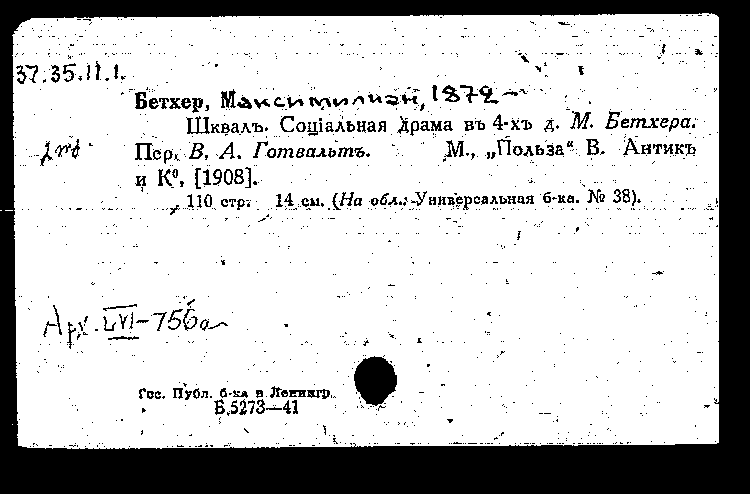 37.35.11.1.
Бетхер, Максимилиан, 1872 —
Шквалъ. Соціальная драма въ 4-хъ д. М. Бетхера.
Пер. В. А. Готвальтъ. М., „Польза“ В. Антикъ
и К⁰, [1908].
110 стр. 14 см. (На обл.: Универсальная б-ка. № 38).
Арх. LVI-756а
Гос. Публ. б-ка в Ленингр.
Б.5273—41